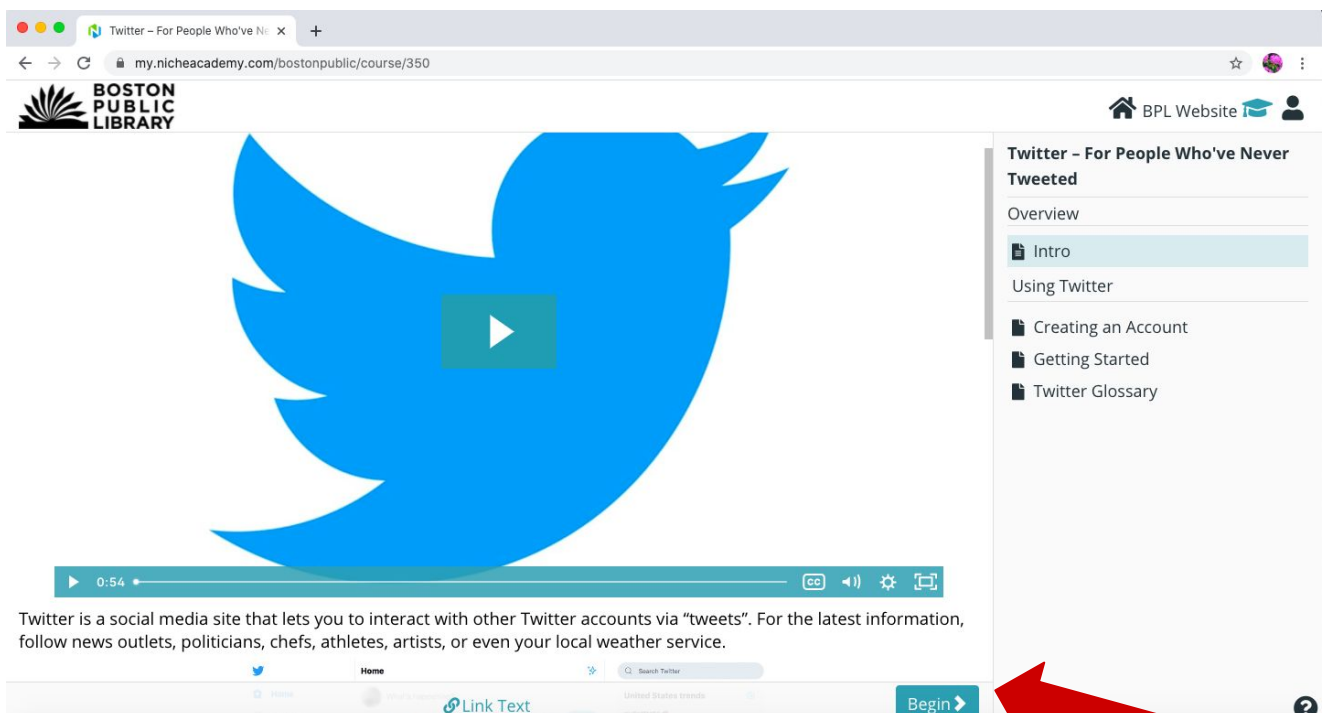 Twitter – For People Who've Ne
my.nicheacademy.com/bostonpublic/course/350
BOSTON
PUBLIC
LIBRARY
BPL Website
0:54
CC
Twitter is a social media site that lets you to interact with other Twitter accounts via “tweets”. For the latest information,
follow news outlets, politicians, chefs, athletes, artists, or even your local weather service.
Home
Search Twitter
Home
United States trends
Link Text
Begin
Twitter – For People Who've Never
Tweeted
Overview
Intro
Using Twitter
Creating an Account
Getting Started
Twitter Glossary
?